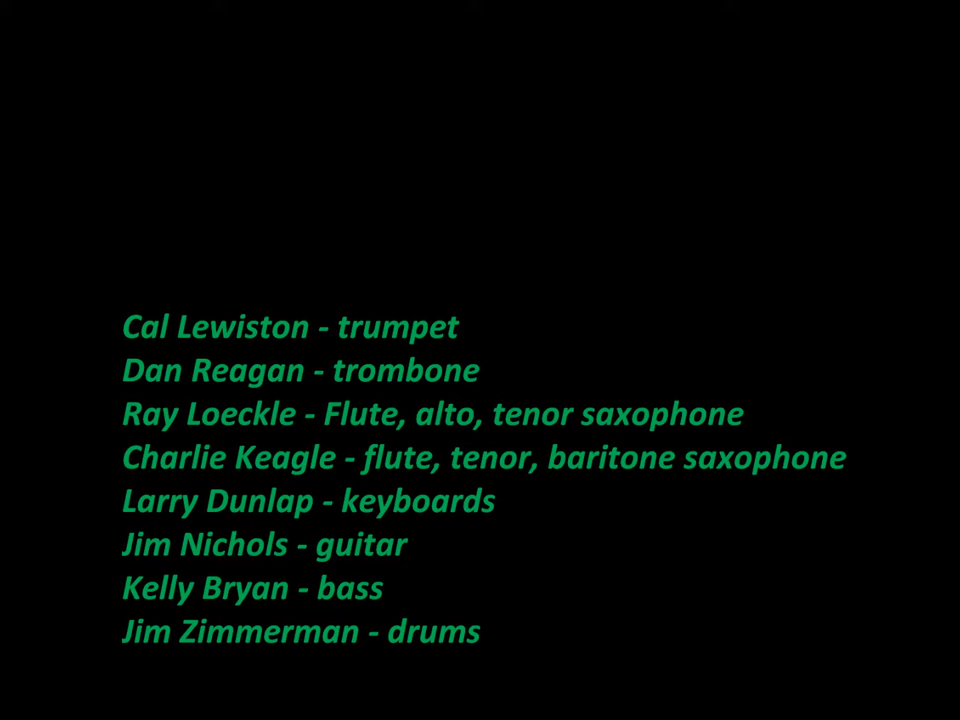 Cal Lewiston - trumpet
Dan Reagan - trombone
Ray Loeckle - Flute, alto, tenor saxophone
Charlie Keagle - flute, tenor, baritone saxophone
Larry Dunlap - keyboards
Jim Nichols - guitar
Kelly Bryan - bass
Jim Zimmerman - drums